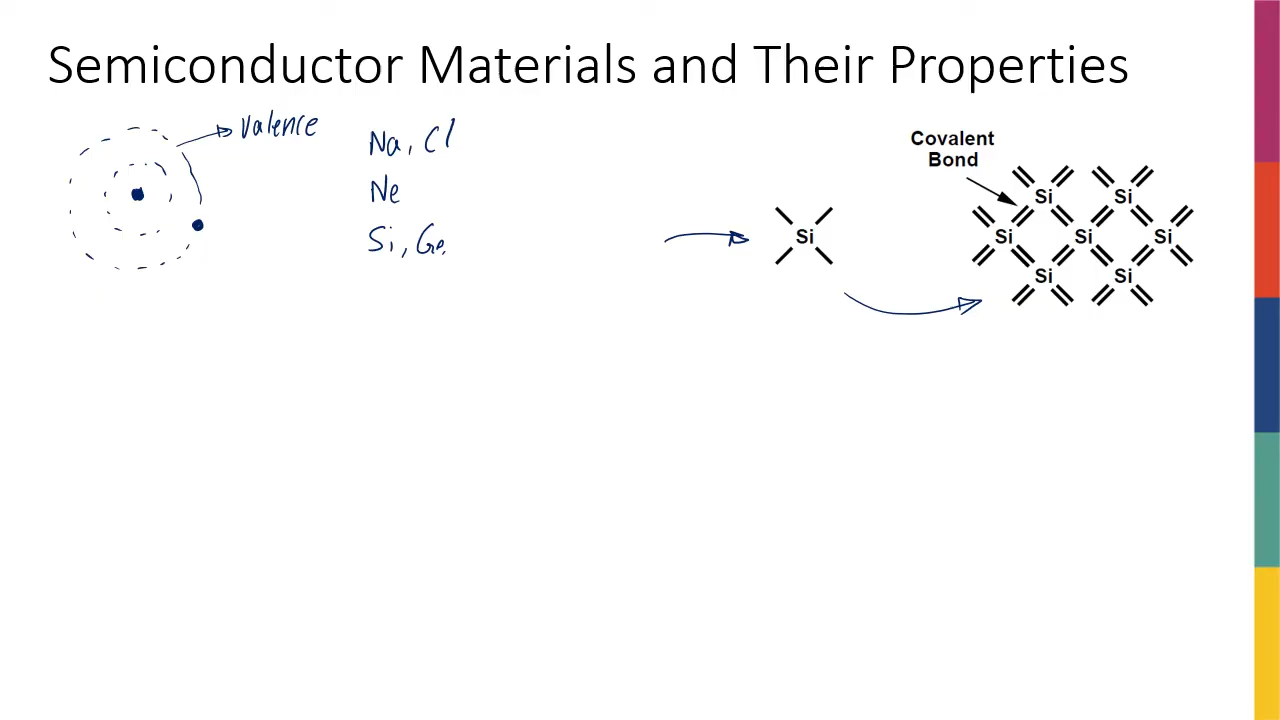 Semiconductor Materials and Their Properties
valence
Na, Cl
Ne
Si, Ge
Covalent
Bond
Si
Si Si
Si Si Si
Si Si